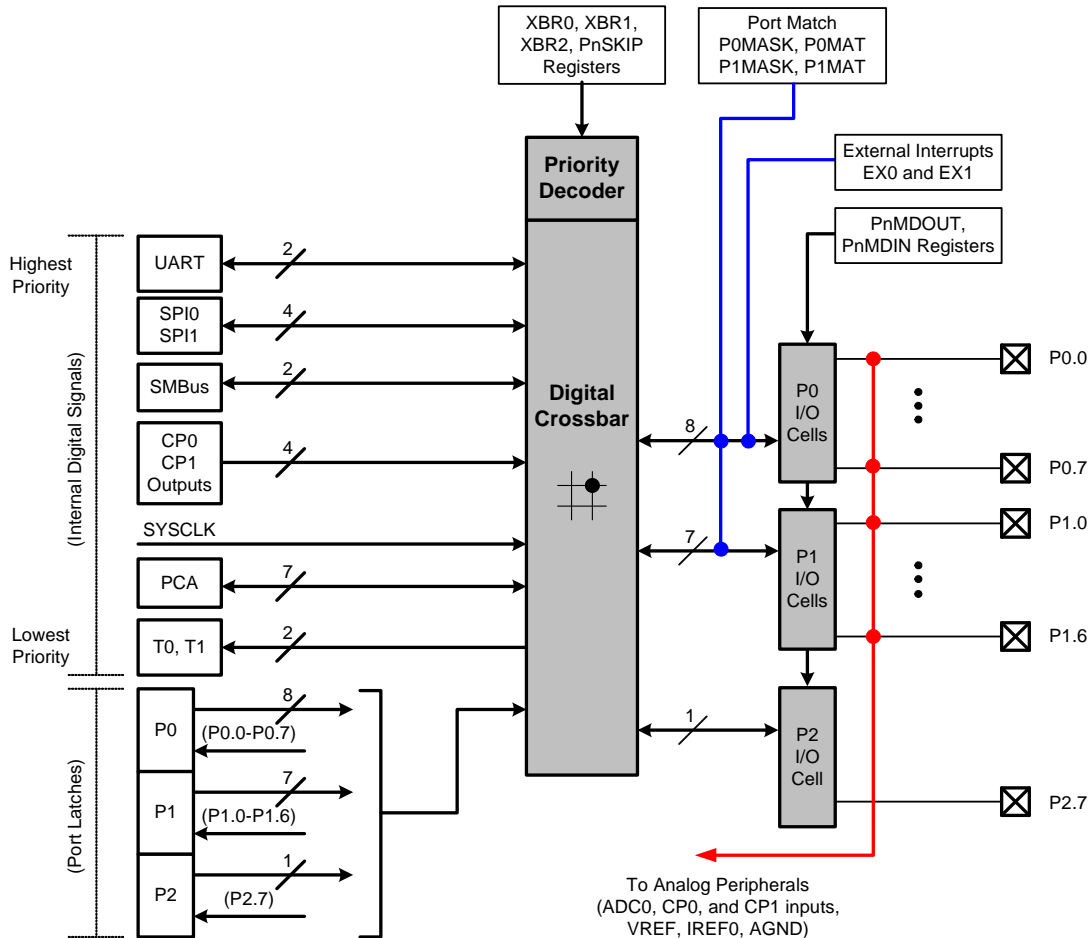 XBR0, XBR1,
XBR2, PnSKIP
Registers
Port Match
P0MASK, P0MAT
P1MASK, P1MAT
External Interrupts
EX0 and EX1
Priority
Decoder
PnMDOUT,
PnMDIN Registers
Highest
Priority
(Internal Digital Signals)
UART
2
SPI0
SPI1
4
SMBus
2
CP0
CP1
Outputs
4
SYSCLK
PCA
7
Lowest
Priority
T0, T1
2
Digital
Crossbar
8
P0
I/O
Cells
P0.0
P0.7
7
P1
I/O
Cells
P1.0
P1.6
1
P2
I/O
Cell
P2.7
(Port Latches)
P0
8
(P0.0-P0.7)
P1
7
(P1.0-P1.6)
P2
1
(P2.7)
To Analog Peripherals
(ADC0, CP0, and CP1 inputs,
VREF, IREF0, AGND)